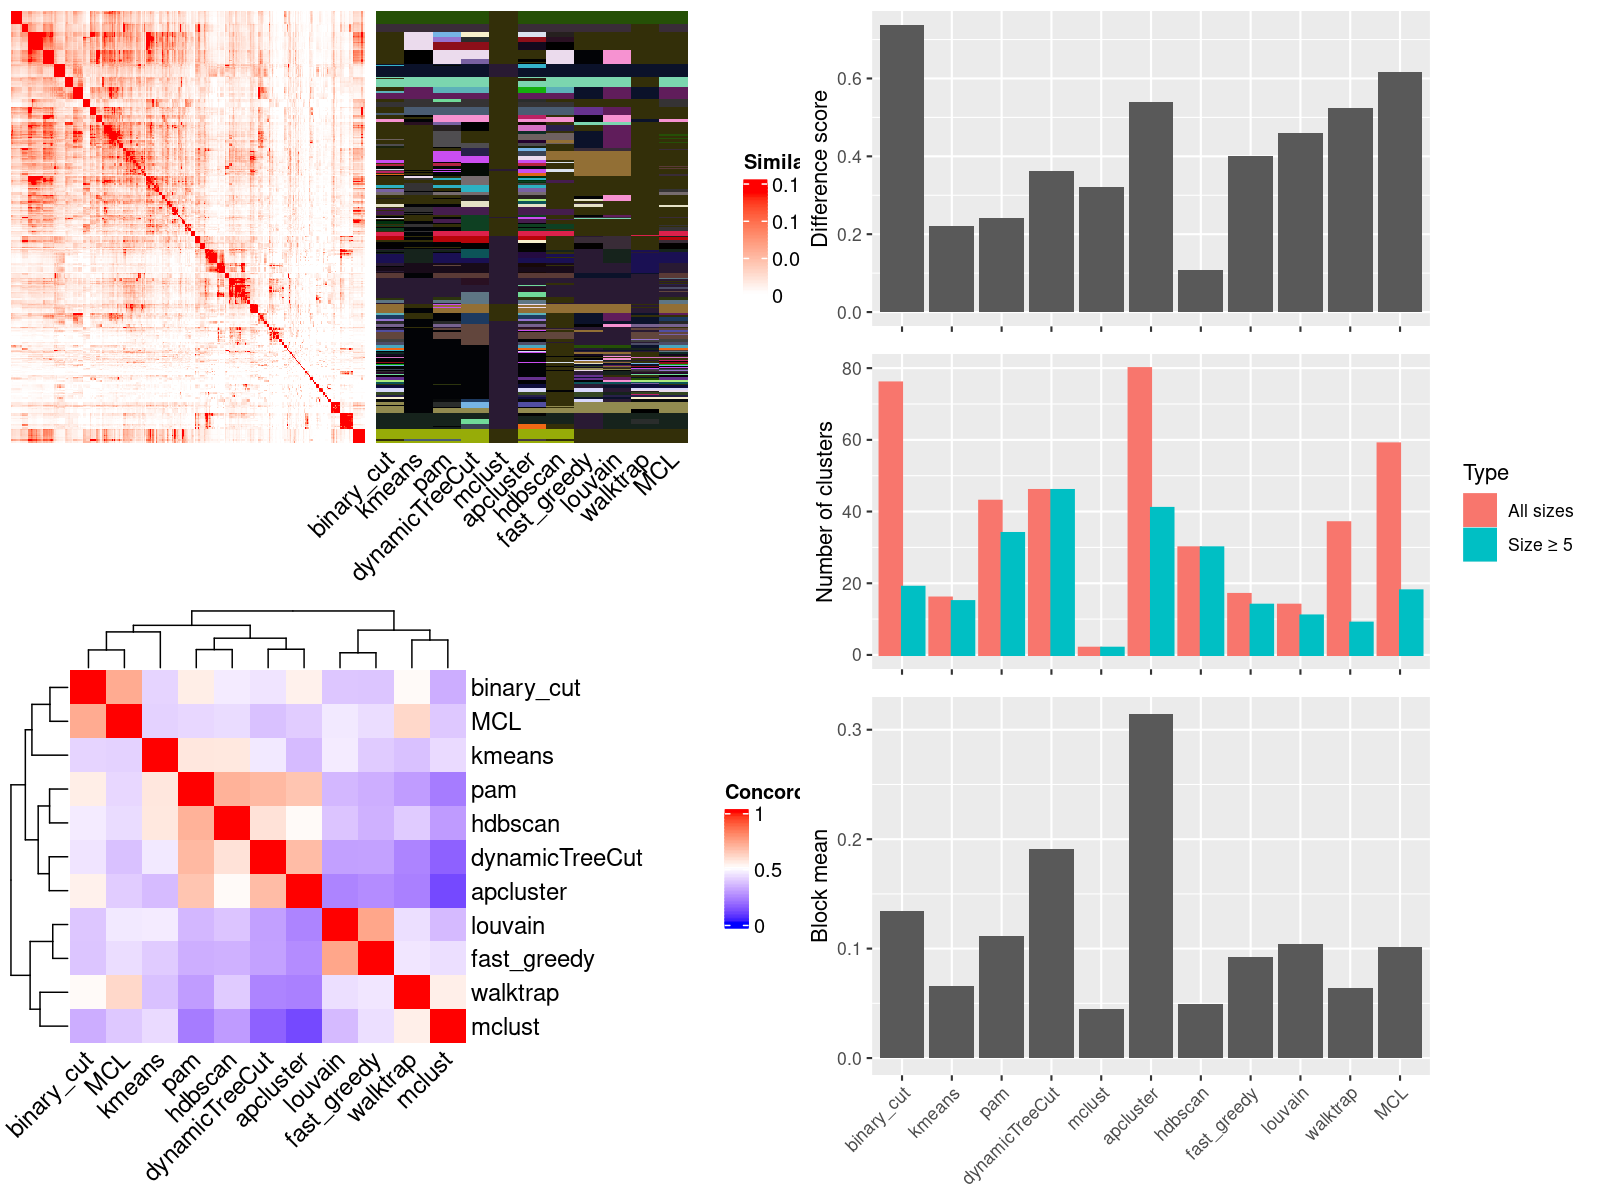 Simila
0.1
0.1
0.0
0
binary_cut
kmeans
pam
dynamicTreeCut
mclust
apcluster
hdbscan
fast_greedy
louvain
walktrap
MCL
binary_cut
MCL
kmeans
pam
hdbscan
dynamicTreeCut
apcluster
louvain
fast_greedy
walktrap
mclust
binary_cut
MCL
kmeans
pam
hdbscan
dynamicTreeCut
apcluster
louvain
fast_greedy
walktrap
mclust
Concord
1
0.5
0
Difference score
0.6
0.4
0.2
0.0
Number of clusters
80
60
40
20
0
Type
All sizes
Size ≥ 5
Block mean
0.3
0.2
0.1
0.0
binary_cut
kmeans
pam
dynamicTreeCut
mclust
apcluster
hdbscan
fast_greedy
louvain
walktrap
MCL